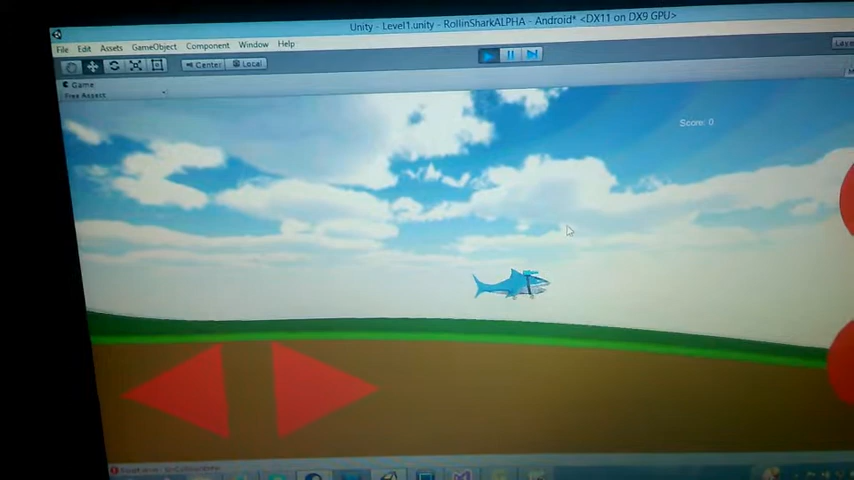 Unity - Level1.unity - RollinSharkALPHA - Android* <DX11 on DX9 GPU>
File Edit Assets GameObject Component Window Help
Center Local
Game
Free Aspect
Score: 0